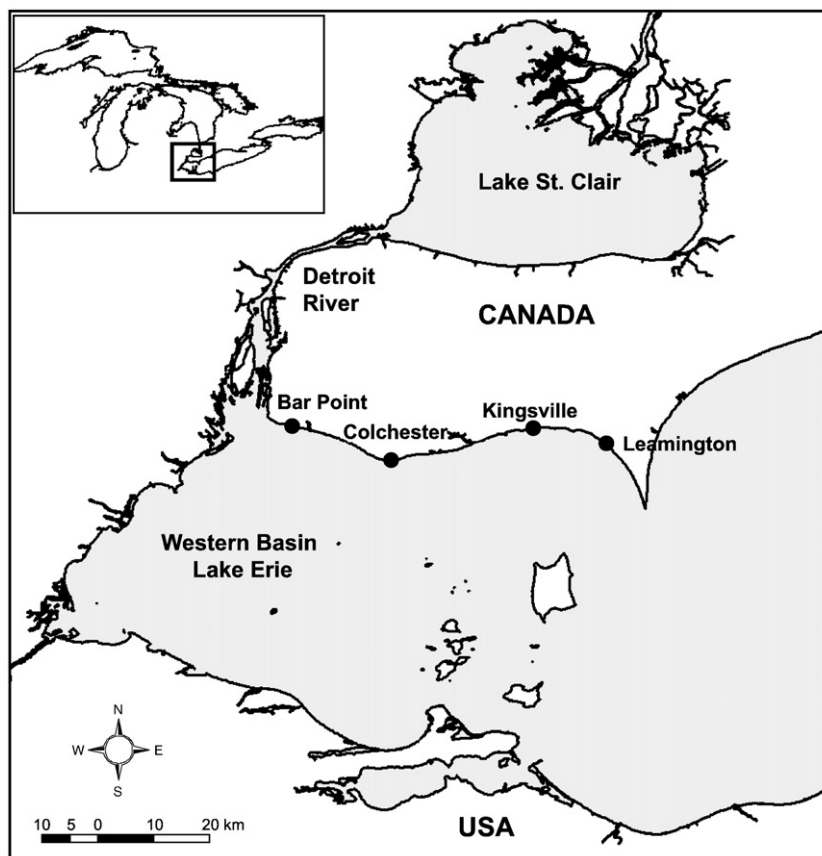 Lake St. Clair
Detroit
River
CANADA
Bar Point
Kingsville
Colchester
Leamington
Western Basin
Lake Erie
N
W E
S
10 5 0 10 20 km
USA